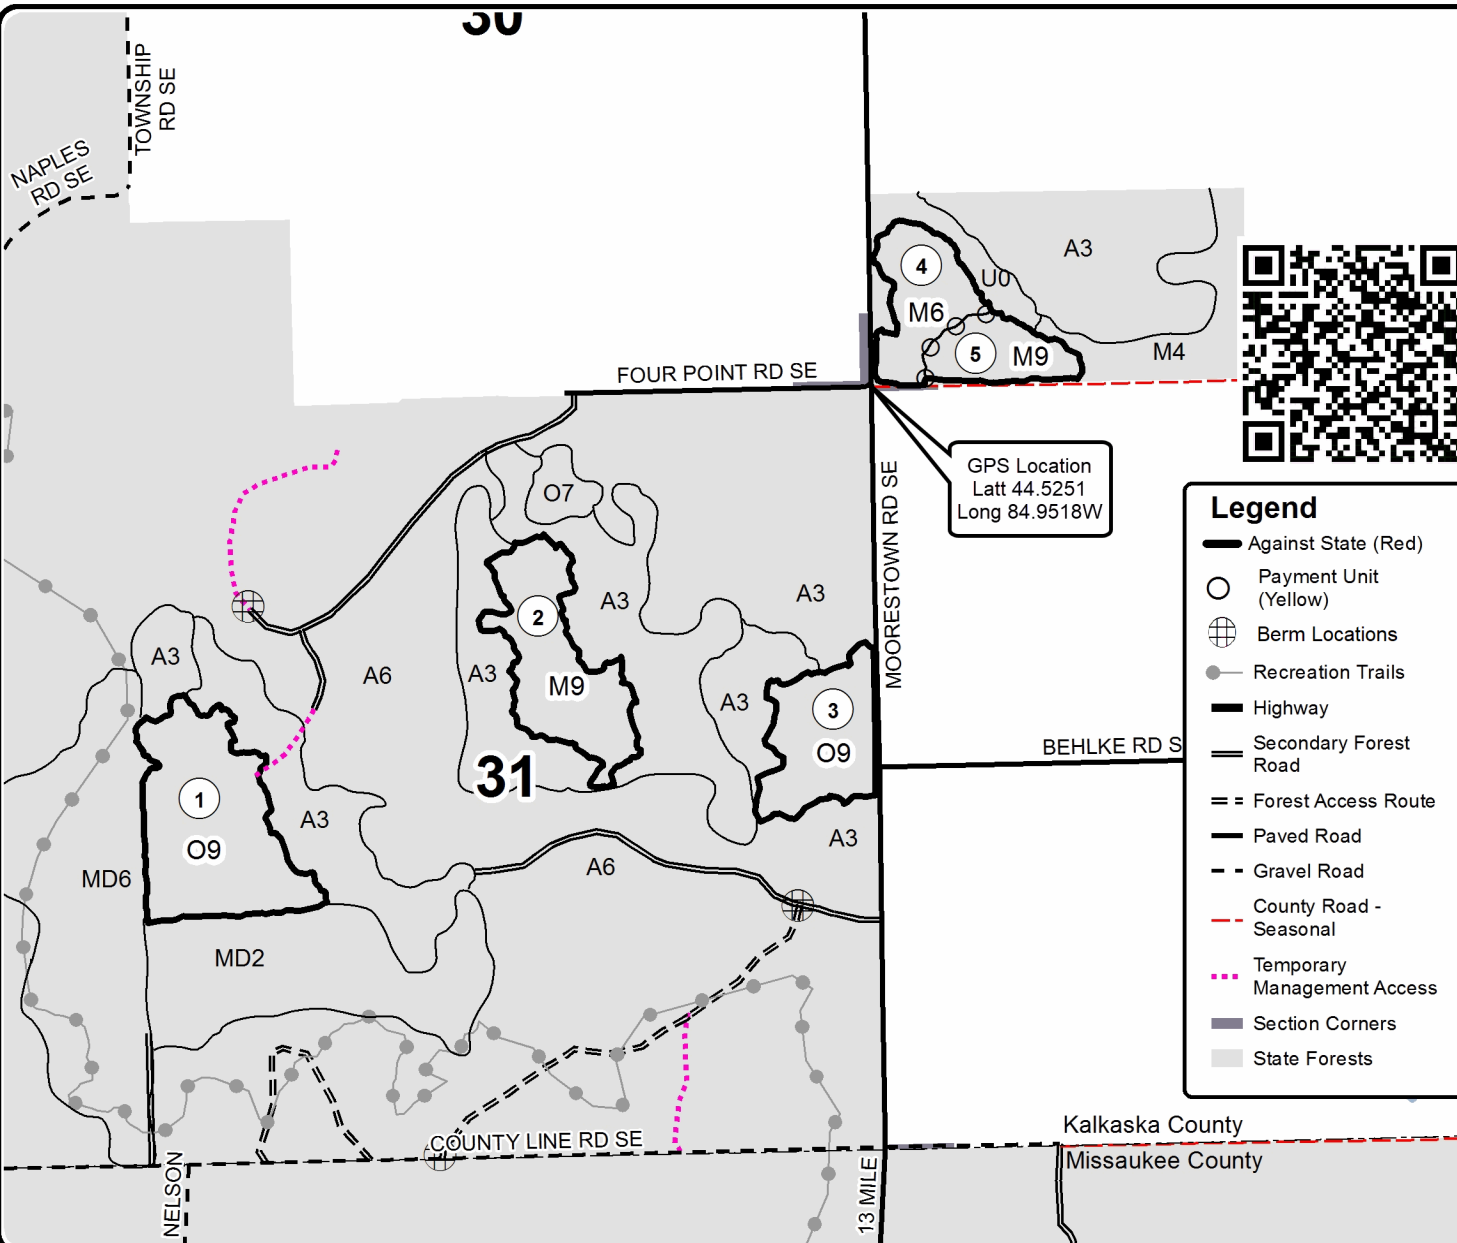 30
TOWNSHIP
RD SE
NAPLES
RD SE
A3
4
U0
M6
5
M9
M4
FOUR POINT RD SE
GPS Location
Latt 44.5251
Long 84.9518W
O7
MOORESTOWN RD SE
A3
A3
2
A3
A6
A3
M9
A3
3
O9
BEHLKE RD S
31
1
O9
A3
A3
A6
MD6
MD2
COUNTY LINE RD SE
NELSON
13 MILE
Kalkaska County
Missaukee County
Legend
Against State (Red)
Payment Unit
(Yellow)
Berm Locations
Recreation Trails
Highway
Secondary Forest
Road
Forest Access Route
Paved Road
Gravel Road
County Road -
Seasonal
Temporary
Management Access
Section Corners
State Forests